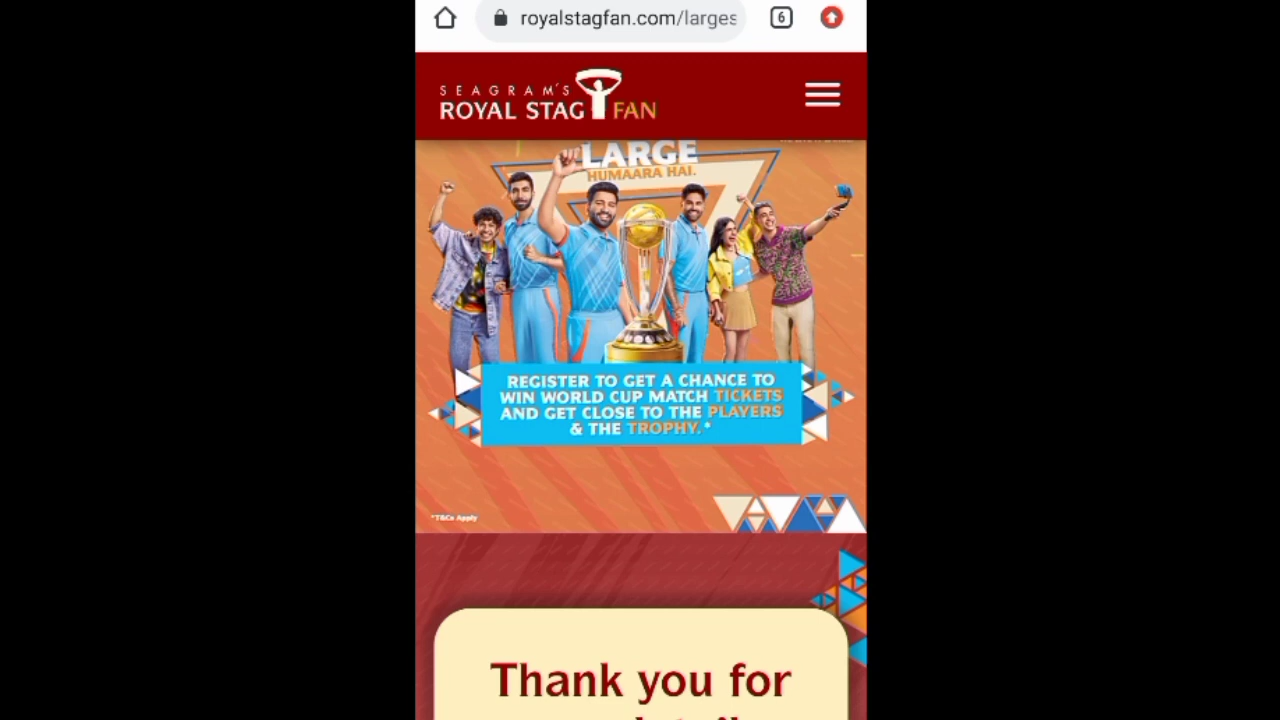 royalstagfan.com/larges
6
SEAGRAM'S
ROYAL STAG FAN
LARGE
HUMAARA HAI.
REGISTER TO GET A CHANCE TO
WIN WORLD CUP MATCH TICKETS
AND GET CLOSE TO THE PLAYERS
& THE TROPHY.*
*T&Cs Apply
Thank you for